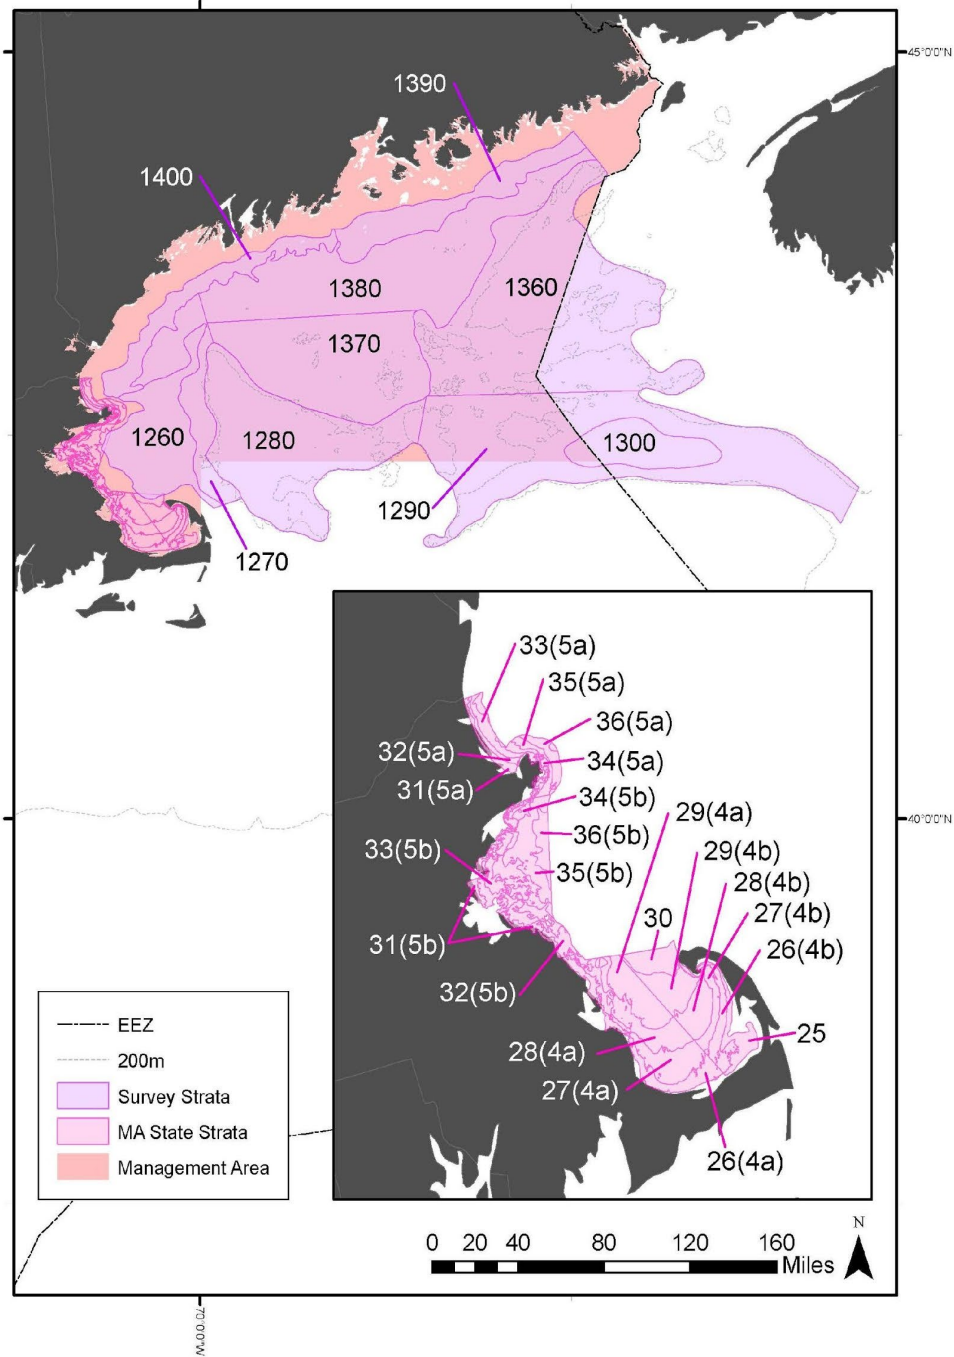 45°0'0"N
1390
1400
1380
1360
1370
1260
1280
1300
1290
1270
33(5a)
35(5a)
36(5a)
32(5a)
34(5a)
31(5a)
34(5b)
29(4a)
40°0'0"N
36(5b)
33(5b)
29(4b)
35(5b)
28(4b)
27(4b)
30
31(5b)
26(4b)
32(5b)
EEZ
25
28(4a)
200m
27(4a)
Survey Strata
MA State Strata
26(4a)
Management Area
N
0 20 40 80 120 160
Miles
70°0'0"W